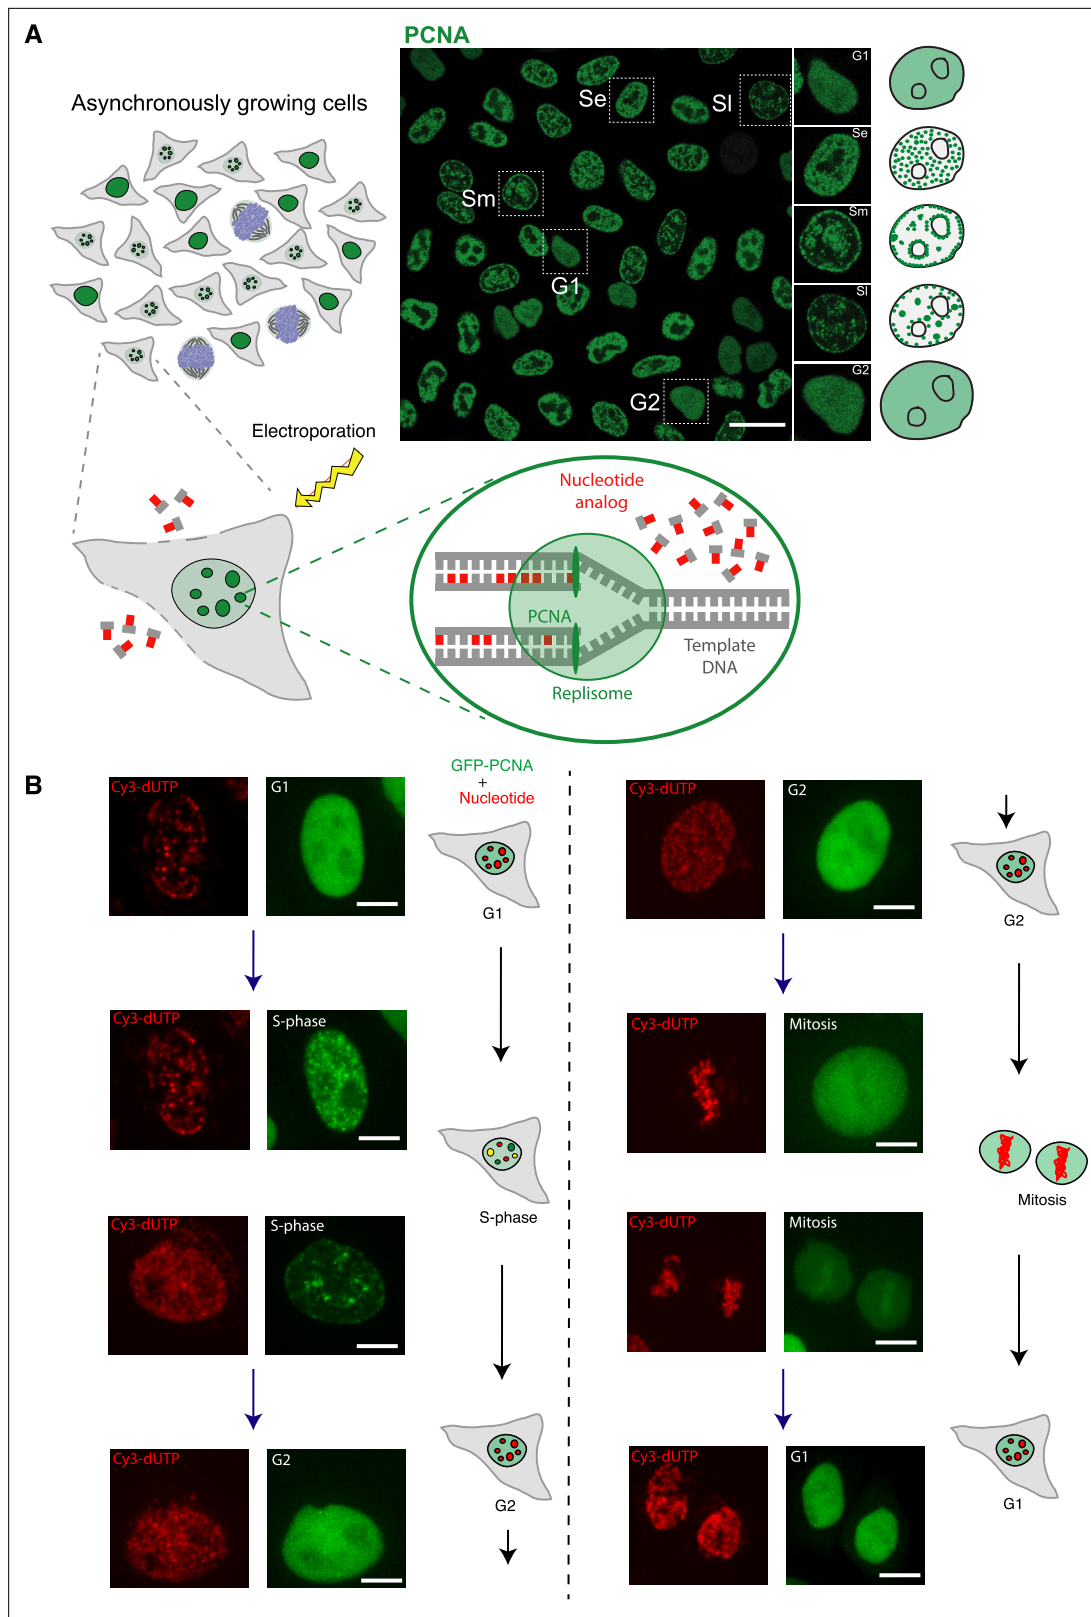 A
PCNA
Asynchronously growing cells
Se
Sl
Sm
G1
G2
G1
Se
Sm
Sl
G2
Electroporation
Nucleotide
analog
PCNA
Template
DNA
Replisome
B
Cy3-dUTP
G1
GFP-PCNA
+
Nucleotide
G1
Cy3-dUTP
S-phase
S-phase
Cy3-dUTP
S-phase
Cy3-dUTP
G2
G2
Cy3-dUTP
G2
G2
Cy3-dUTP
Mitosis
Mitosis
Cy3-dUTP
Mitosis
Cy3-dUTP
G1
G1